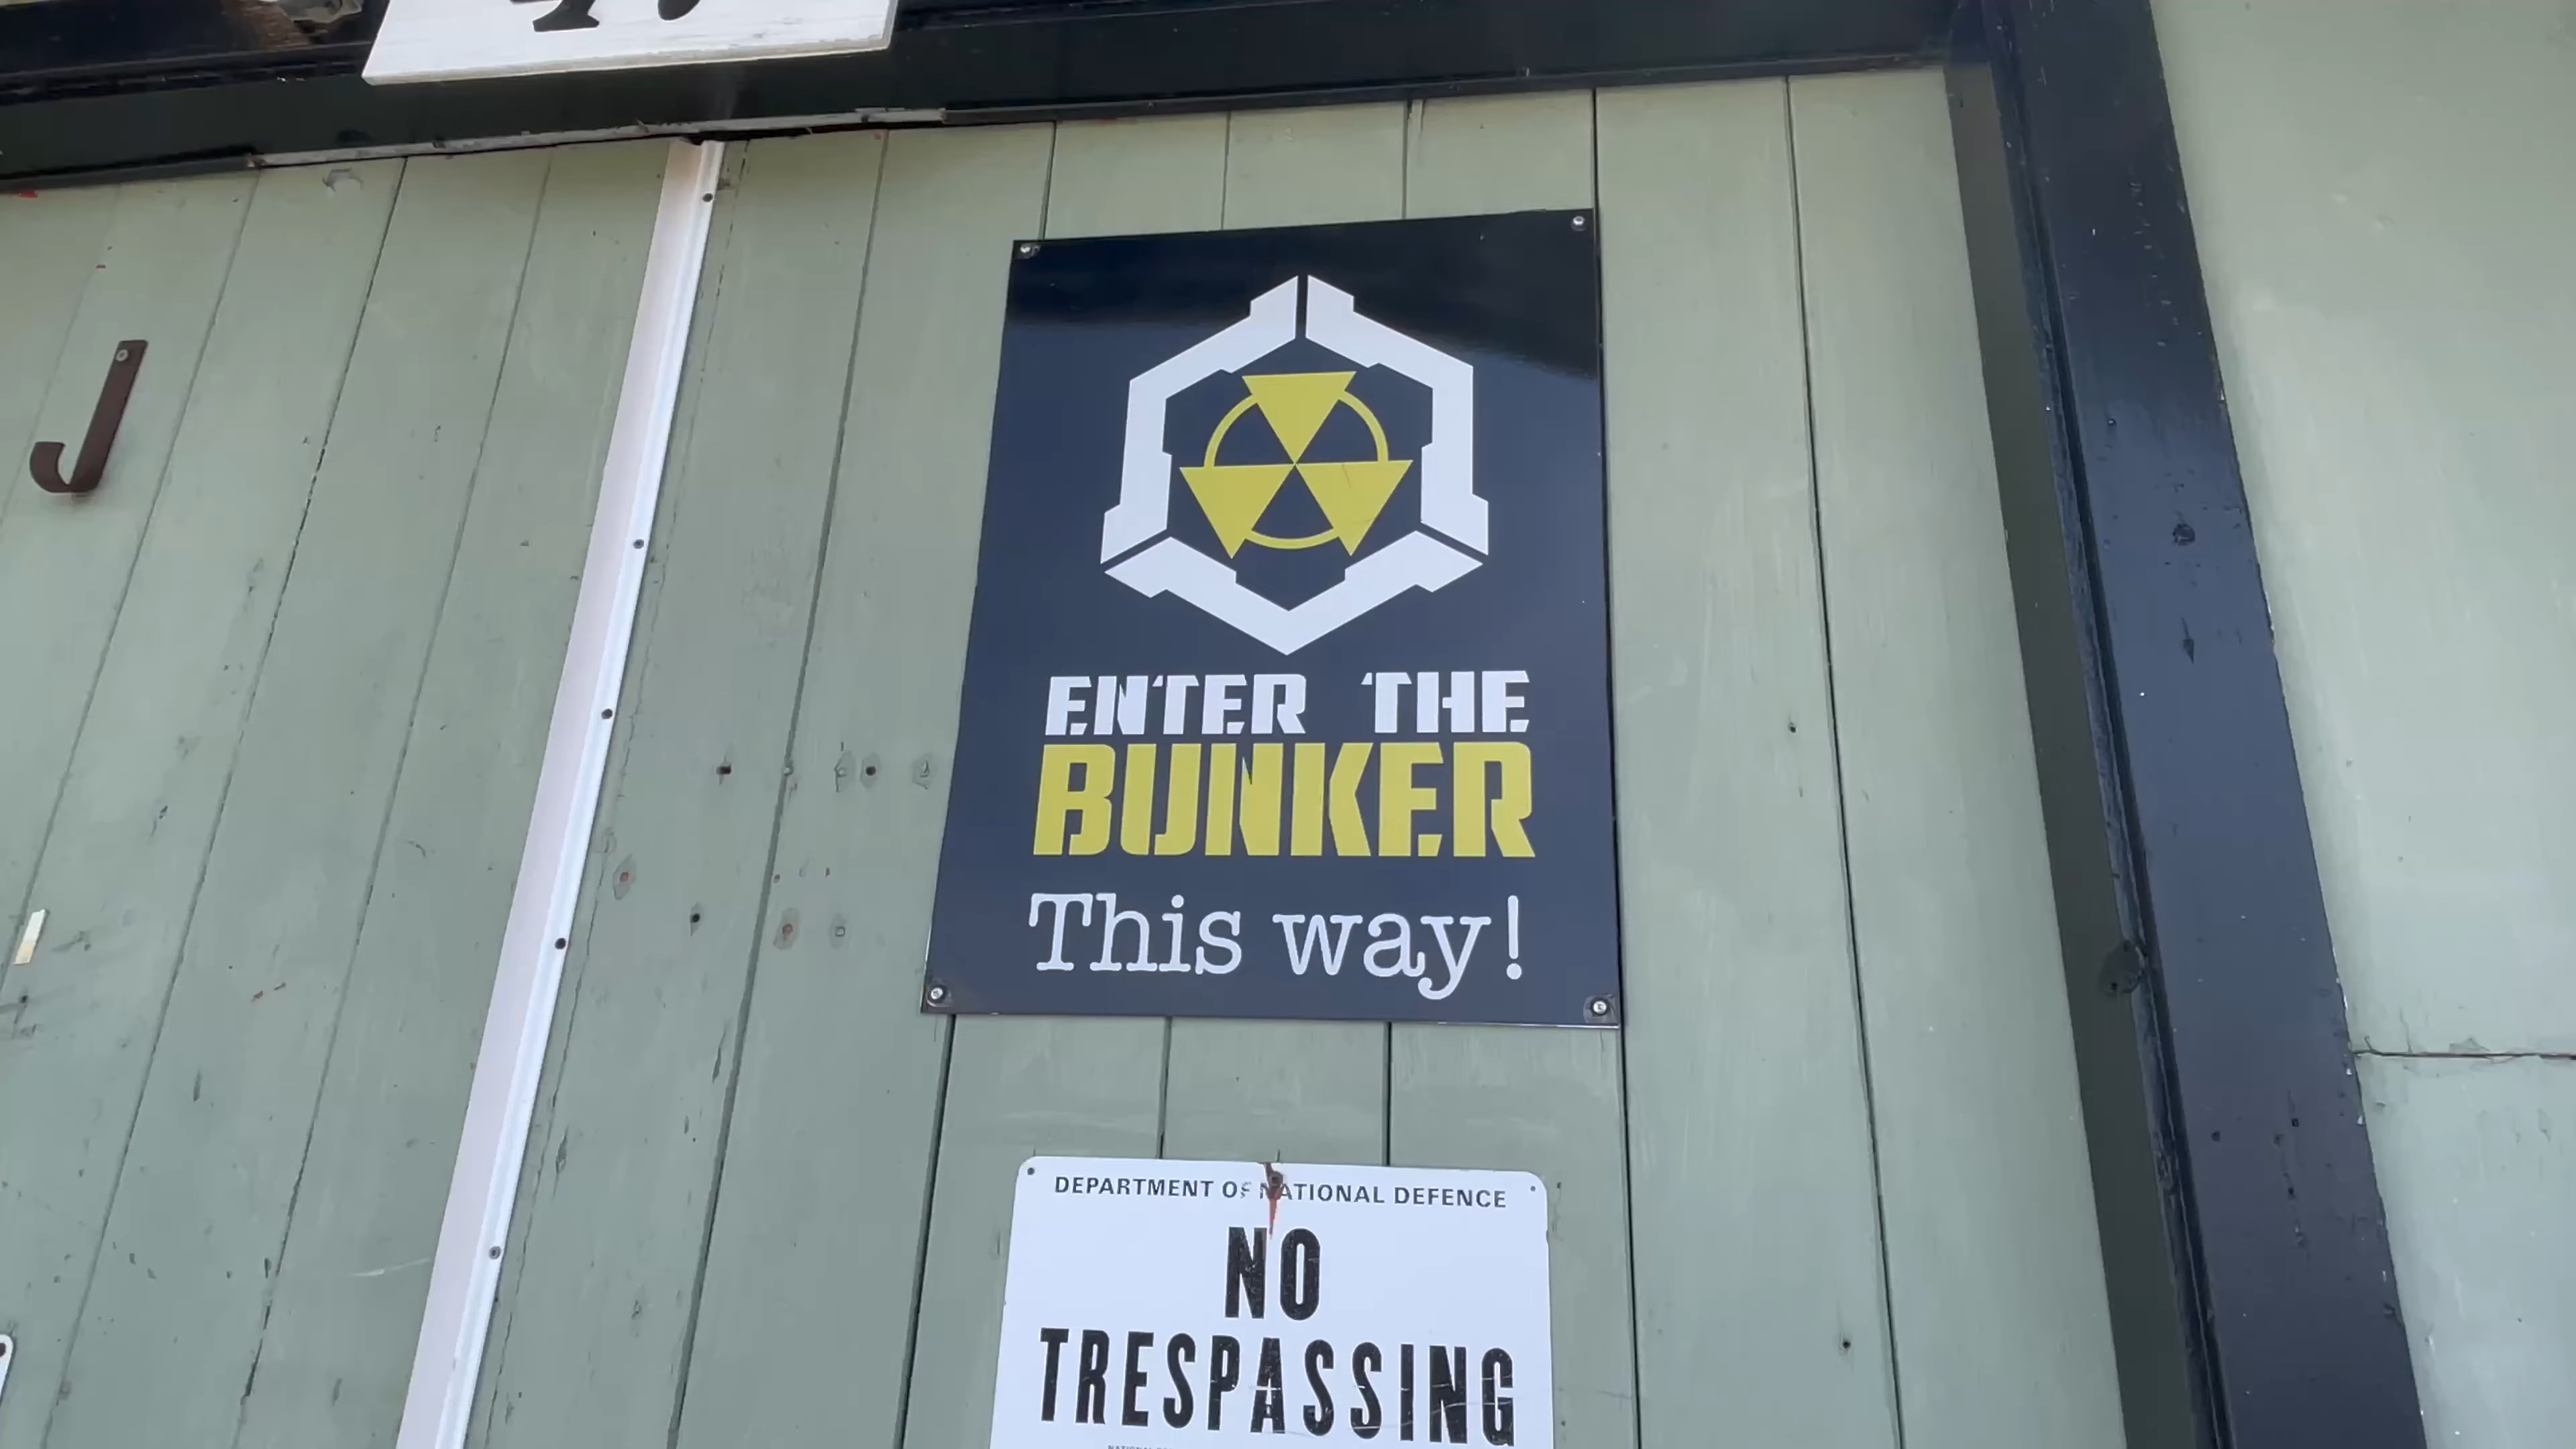 ENTER THE
BUNKER
This way!
DEPARTMENT OF NATIONAL DEFENCE
NO
TRESPASSING